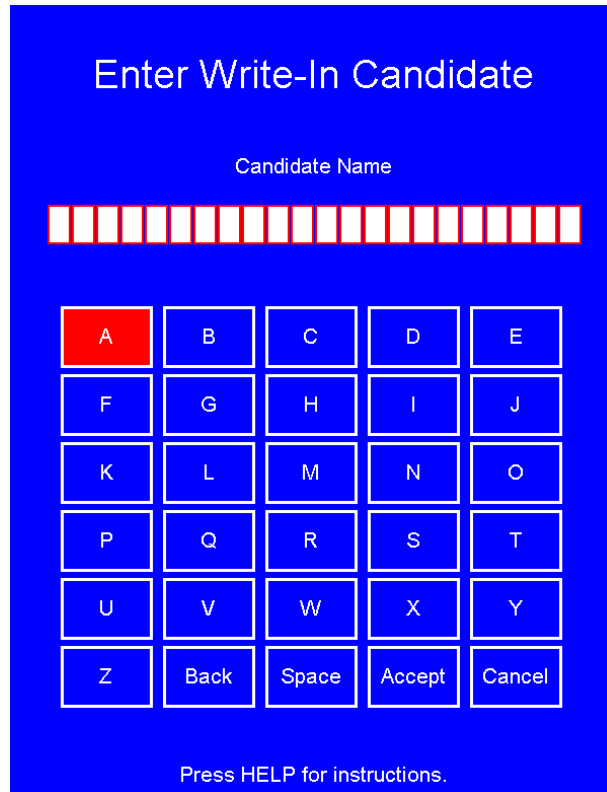 Enter Write-In Candidate
Candidate Name
A B C D E
F G H I J
K L M N O
P Q R S T
U V W X Y
Z Back Space Accept Cancel
Press HELP for instructions.